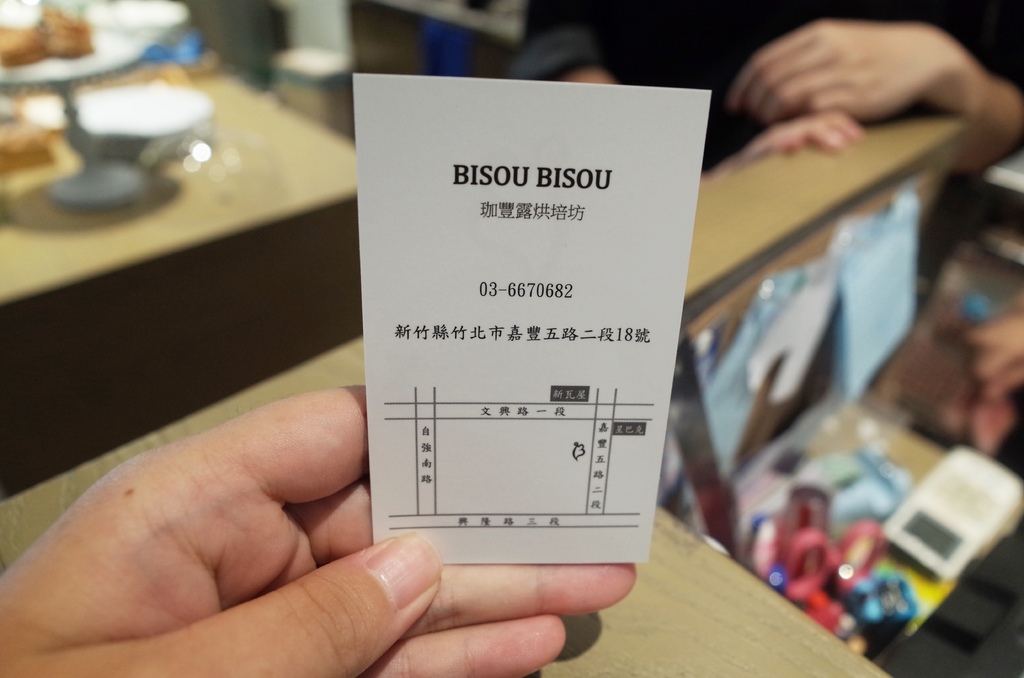 BISOU BISOU
珈豐露烘培坊
03-6670682
新竹縣竹北市嘉豐五路二段18號
新瓦屋
文興路一段
自強南路
嘉豐五路二段
星巴克
興隆路三段